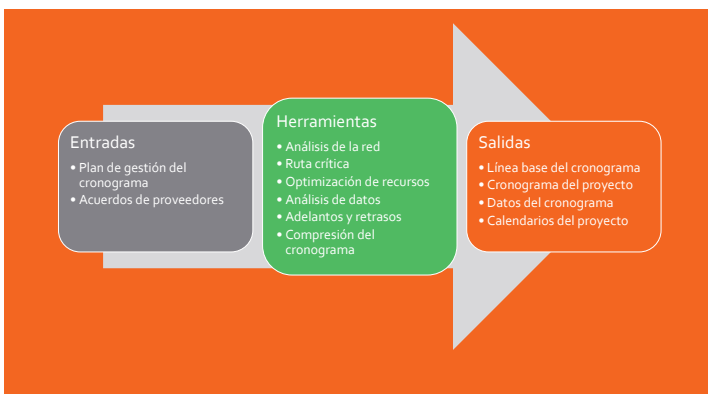 Entradas
• Plan de gestión del
cronograma
• Acuerdos de proveedores
Herramientas
• Análisis de la red
• Ruta crítica
• Optimización de recursos
• Análisis de datos
• Adelantos y retrasos
• Compresión del
cronograma
Salidas
• Línea base del cronograma
• Cronograma del proyecto
• Datos del cronograma
• Calendarios del proyecto